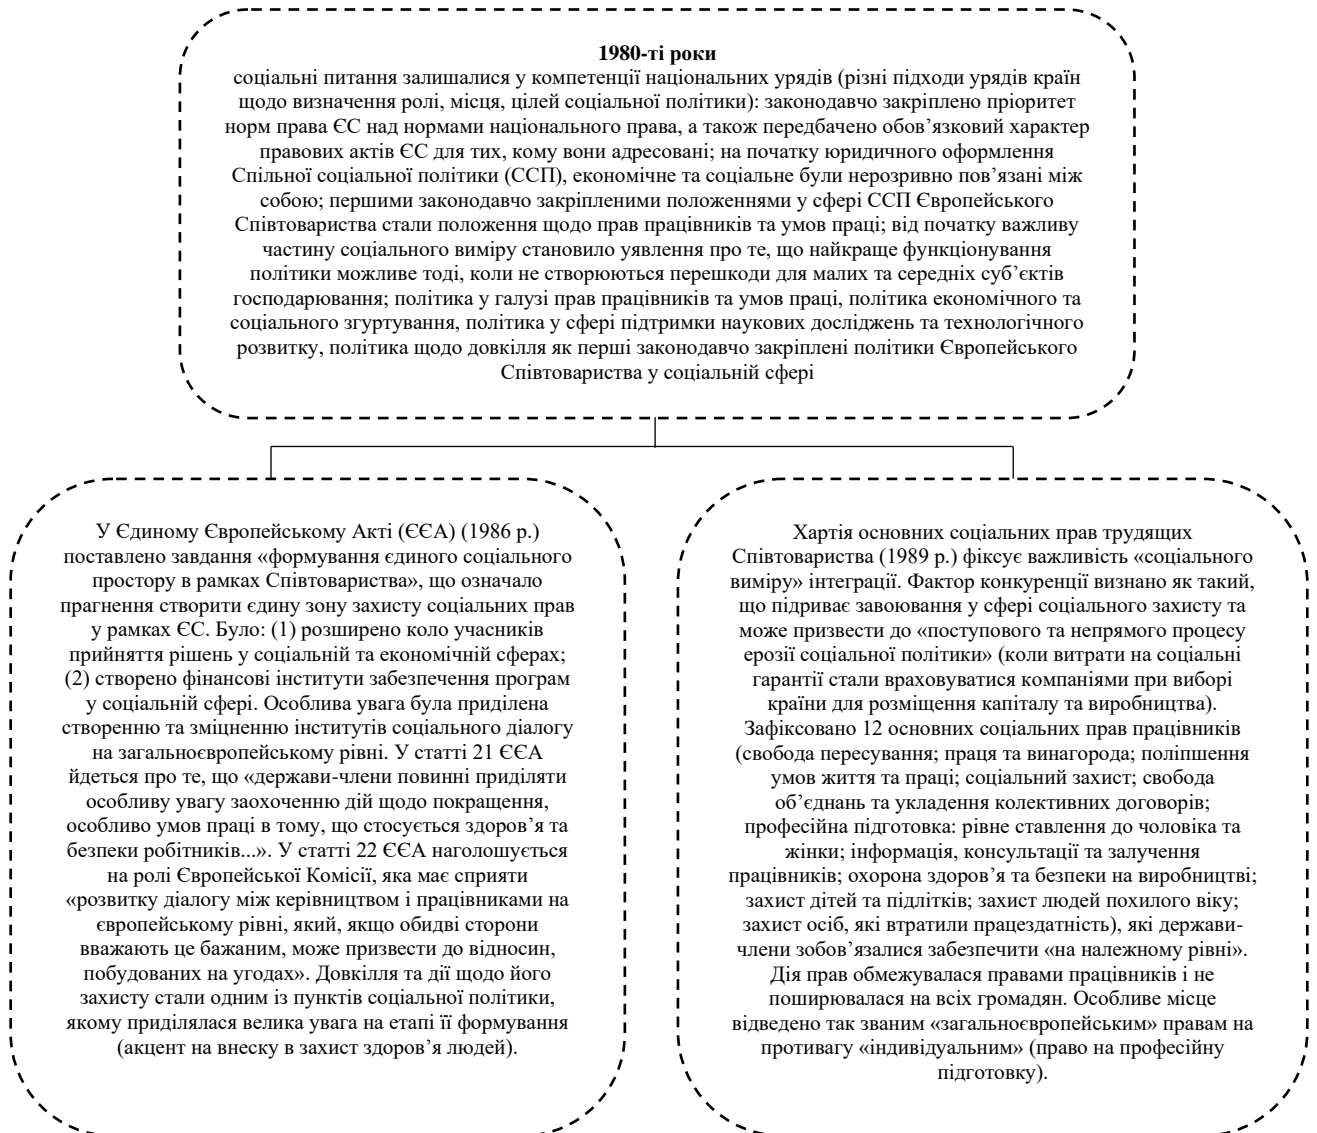 1980-ті роки
соціальні питання залишалися у компетенції національних урядів (різні підходи урядів країн
щодо визначення ролі, місця, цілей соціальної політики): законодавчо закріплено пріоритет
норм права ЄС над нормами національного права, а також передбачено обов’язковий характер
правових актів ЄС для тих, кому вони адресовані; на початку юридичного оформлення
Спільної соціальної політики (ССП), економічне та соціальне були нерозривно пов’язані між
собою; першими законодавчо закріпленими положеннями у сфері ССП Європейського
Співтовариства стали положення щодо прав працівників та умов праці; від початку важливу
частину соціального виміру становило уявлення про те, що найкраще функціонування
політики можливе тоді, коли не створюються перешкоди для малих та середніх суб’єктів
господарювання; політика у галузі прав працівників та умов праці, політика економічного та
соціального згуртування, політика у сфері підтримки наукових досліджень та технологічного
розвитку, політика щодо довкілля як перші законодавчо закріплені політики Європейського
Співтовариства у соціальній сфері
У Єдиному Європейському Акті (ЄЄА) (1986 р.)
поставлено завдання «формування єдиного соціального
простору в рамках Співтовариства», що означало
прагнення створити єдину зону захисту соціальних прав
у рамках ЄС. Було: (1) розширено коло учасників
прийняття рішень у соціальній та економічній сферах;
(2) створено фінансові інститути забезпечення програм
у соціальній сфері. Особлива увага була приділена
створенню та зміцненню інститутів соціального діалогу
на загальноєвропейському рівні. У статті 21 ЄЄА
йдеться про те, що «держави-члени повинні приділяти
особливу увагу заохоченню дій щодо покращення,
особливо умов праці в тому, що стосується здоров’я та
безпеки робітників...». У статті 22 ЄЄА наголошується
на ролі Європейської Комісії, яка має сприяти
«розвитку діалогу між керівництвом і працівниками на
європейському рівні, який, якщо обидві сторони
вважають це бажаним, може призвести до відносин,
побудованих на угодах». Довкілля та дії щодо його
захисту стали одним із пунктів соціальної політики,
якому приділялася велика увага на етапі її формування
(акцент на внеску в захист здоров’я людей).
Хартія основних соціальних прав трудящих
Співтовариства (1989 р.) фіксує важливість «соціального
виміру» інтеграції. Фактор конкуренції визнано як такий,
що підриває завоювання у сфері соціального захисту та
може призвести до «поступового та непрямого процесу
ерозії соціальної політики» (коли витрати на соціальні
гарантії стали враховуватися компаніями при виборі
країни для розміщення капіталу та виробництва).
Зафіксовано 12 основних соціальних прав працівників
(свобода пересування; праця та винагорода; поліпшення
умов життя та праці; соціальний захист; свобода
об’єднань та укладення колективних договорів;
професійна підготовка: рівне ставлення до чоловіка та
жінки; інформація, консультації та залучення
працівників; охорона здоров’я та безпеки на виробництві;
захист дітей та підлітків; захист людей похилого віку;
захист осіб, які втратили працездатність), які держави-
члени зобов’язалися забезпечити «на належному рівні».
Дія прав обмежувалася правами працівників і не
поширювалася на всіх громадян. Особливе місце
відведено так званим «загальноєвропейським» правам на
противагу «індивідуальним» (право на професійну
підготовку).